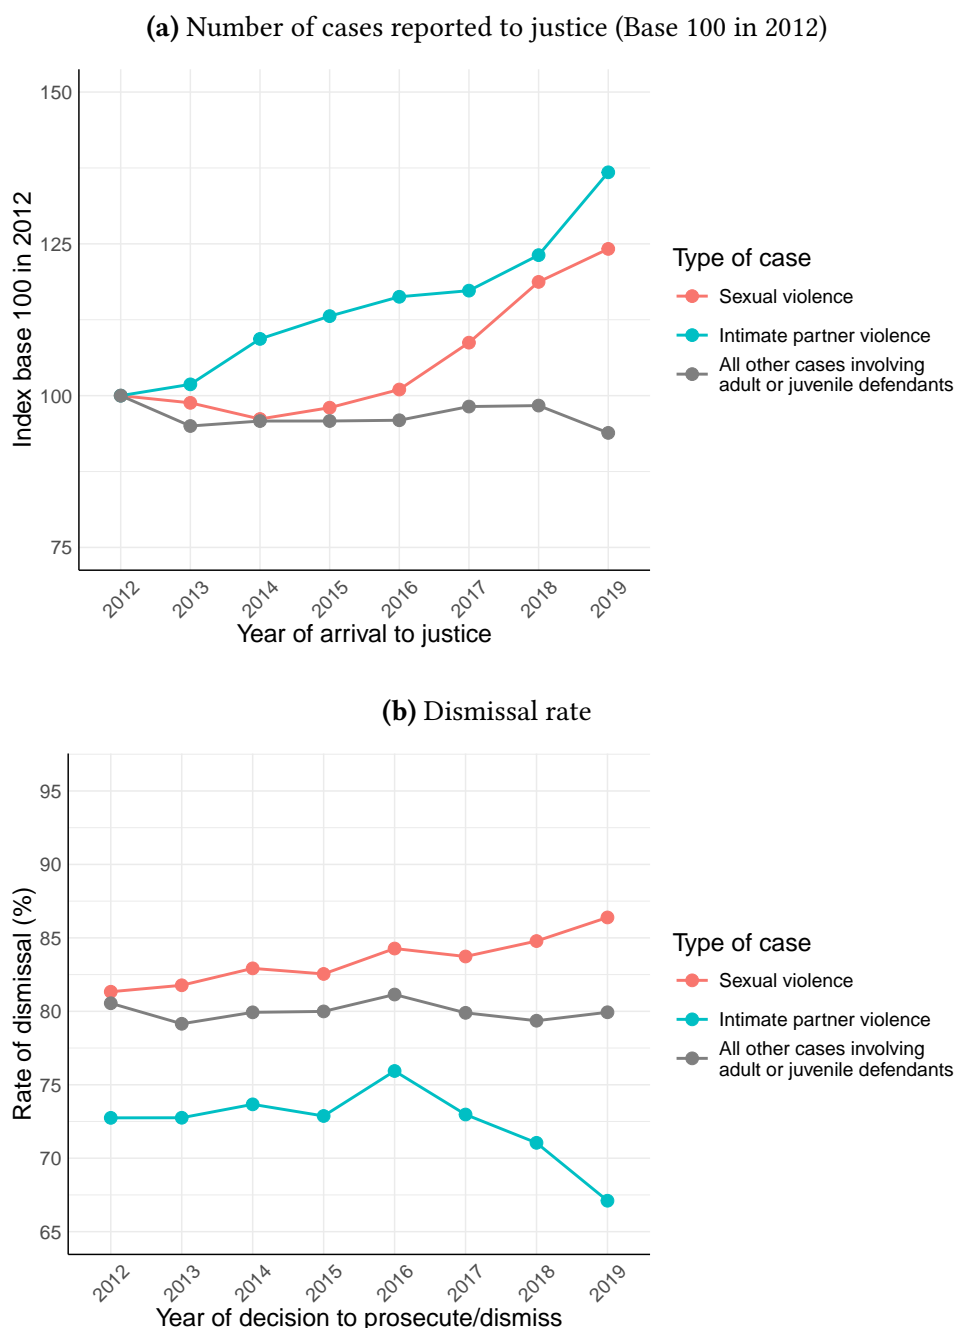 (a) Number of cases reported to justice (Base 100 in 2012)
150
125
100
75
Index base 100 in 2012
2012
2013
2014
2015
2016
2017
2018
2019
Year of arrival to justice
Type of case
Sexual violence
Intimate partner violence
All other cases involving
adult or juvenile defendants
(b) Dismissal rate
95
90
85
80
75
70
65
Rate of dismissal (%)
2012
2013
2014
2015
2016
2017
2018
2019
Year of decision to prosecute/dismiss
Type of case
Sexual violence
Intimate partner violence
All other cases involving
adult or juvenile defendants